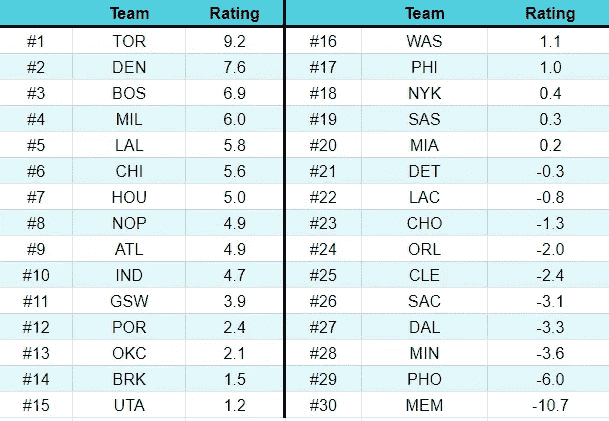 Team Rating Team Rating
#1 TOR 9.2 #16 WAS 1.1
#2 DEN 7.6 #17 PHI 1.0
#3 BOS 6.9 #18 NYK 0.4
#4 MIL 6.0 #19 SAS 0.3
#5 LAL 5.8 #20 MIA 0.2
#6 CHI 5.6 #21 DET -0.3
#7 HOU 5.0 #22 LAC -0.8
#8 NOP 4.9 #23 CHO -1.3
#9 ATL 4.9 #24 ORL -2.0
#10 IND 4.7 #25 CLE -2.4
#11 GSW 3.9 #26 SAC -3.1
#12 POR 2.4 #27 DAL -3.3
#13 OKC 2.1 #28 MIN -3.6
#14 BRK 1.5 #29 PHO -6.0
#15 UTA 1.2 #30 MEM -10.7